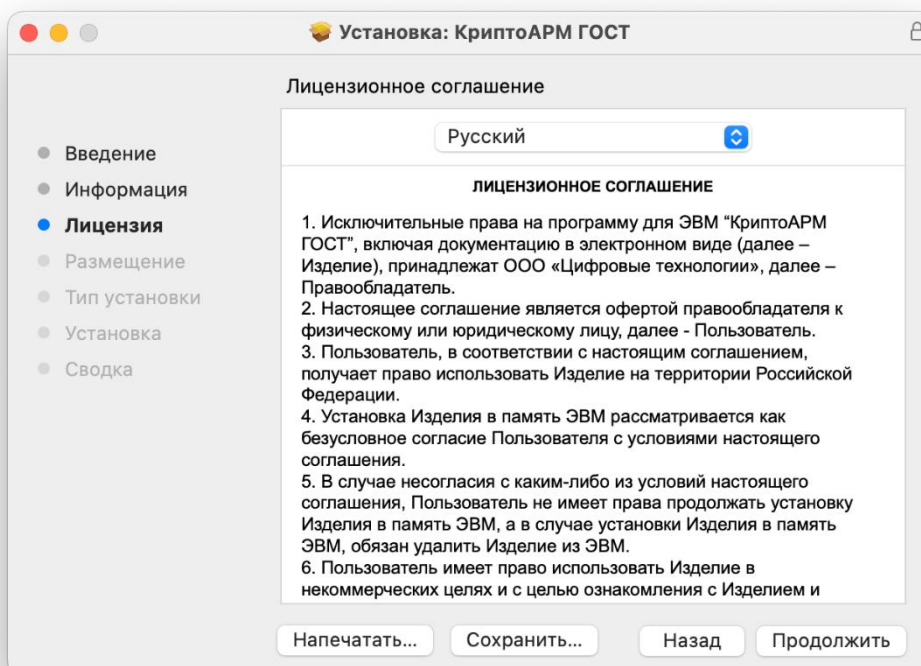 Установка: КриптоАРМ ГОСТ
Лицензионное соглашение
Введение
Информация
Лицензия
Размещение
Тип установки
Установка
Сводка
Русский
ЛИЦЕНЗИОННОЕ СОГЛАШЕНИЕ
1. Исключительные права на программу для ЭВМ “КриптоАРМ
ГОСТ”, включая документацию в электронном виде (далее –
Изделие), принадлежат ООО «Цифровые технологии», далее –
Правообладатель.
2. Настоящее соглашение является офертой правообладателя к
физическому или юридическому лицу, далее - Пользователь.
3. Пользователь, в соответствии с настоящим соглашением,
получает право использовать Изделие на территории Российской
Федерации.
4. Установка Изделия в память ЭВМ рассматривается как
безусловное согласие Пользователя с условиями настоящего
соглашения.
5. В случае несогласия с каким-либо из условий настоящего
соглашения, Пользователь не имеет права продолжать установку
Изделия в память ЭВМ, а в случае установки Изделия в память
ЭВМ, обязан удалить Изделие из ЭВМ.
6. Пользователь имеет право использовать Изделие в
некоммерческих целях и с целью ознакомления с Изделием и
Напечатать...
Сохранить...
Назад
Продолжить